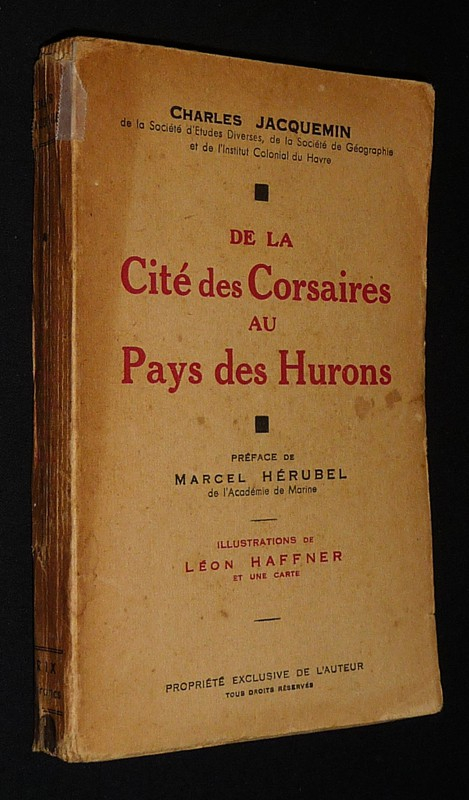 CHARLES JACQUEMIN
de la Société d'Etudes Diverses, de la Société de Géographie
et de l'Institut Colonial du Havre
DE LA
Cité des Corsaires
AU
Pays des Hurons
PRÉFACE DE
MARCEL HÉRUBEL
de l'Académie de Marine
ILLUSTRATIONS DE
LÉON HAFFNER
ET UNE CARTE
PROPRIÉTÉ EXCLUSIVE DE L'AUTEUR
TOUS DROITS RÉSERVÉS